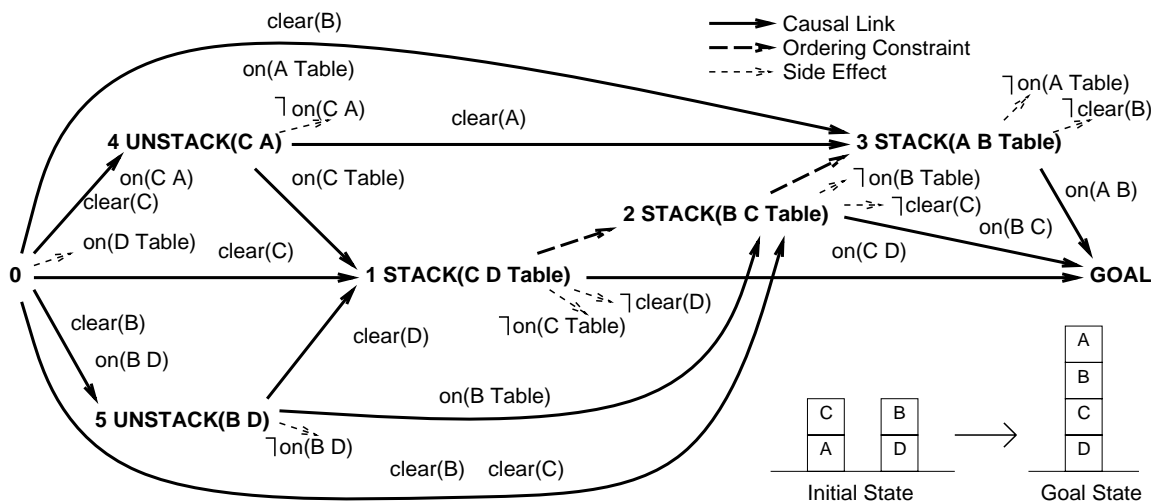 clear(B)
on(A Table)
Causal Link
Ordering Constraint
Side Effect
¬on(C A)
clear(A)
¬on(A Table)
¬clear(B)
4 UNSTACK(C A)
3 STACK(A B Table)
on(C A)
clear(C)
on(C Table)
¬on(B Table)
¬clear(C)
on(A B)
2 STACK(B C Table)
on(B C)
on(D Table)
clear(C)
on(C D)
0
1 STACK(C D Table)
GOAL
¬clear(D)
¬on(C Table)
clear(B)
on(B D)
clear(D)
on(B Table)
5 UNSTACK(B D)
¬on(B D)
clear(B) clear(C)
A
B
C
D
C B
A D
Initial State
Goal State